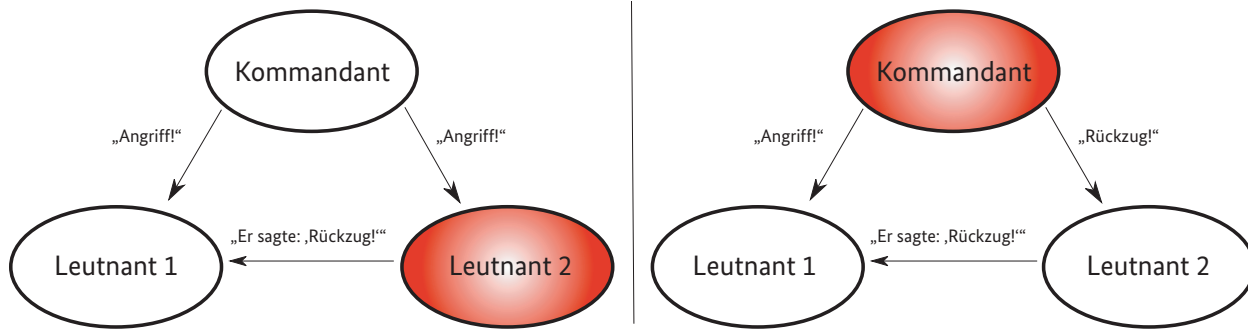 Kommandant
„Angriff!“
„Angriff!“
Leutnant 1
„Er sagte: ‚Rückzug!‘“
Leutnant 2
Kommandant
„Angriff!“
„Rückzug!“
Leutnant 1
„Er sagte: ‚Rückzug!‘“
Leutnant 2